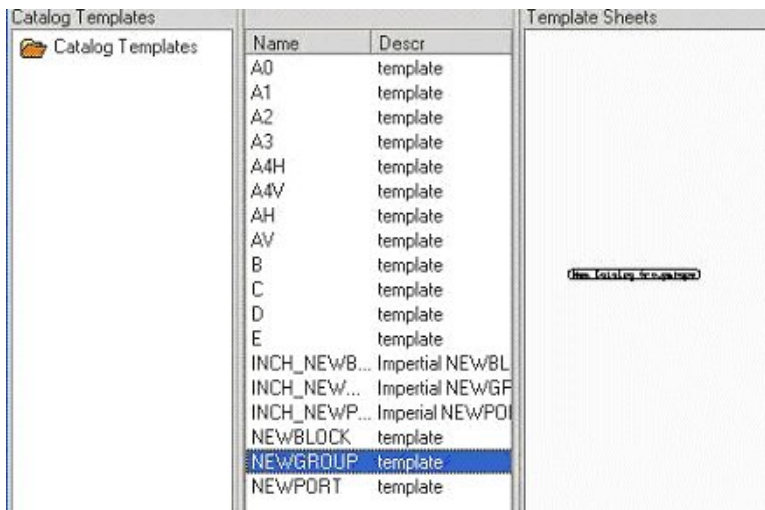 Catalog Templates
Template Sheets
Catalog Templates
Name Descr
A0 template
A1 template
A2 template
A3 template
A4H template
A4V template
AH template
AV template
B template
C template
D template
E template
INCH_NEWB... Impertial NEWBL
INCH_NEW... Impertial NEWGF
INCH_NEWP... Imperial NEWPOI
NEWBLOCK template
NEWGROUP template
NEWPORT template